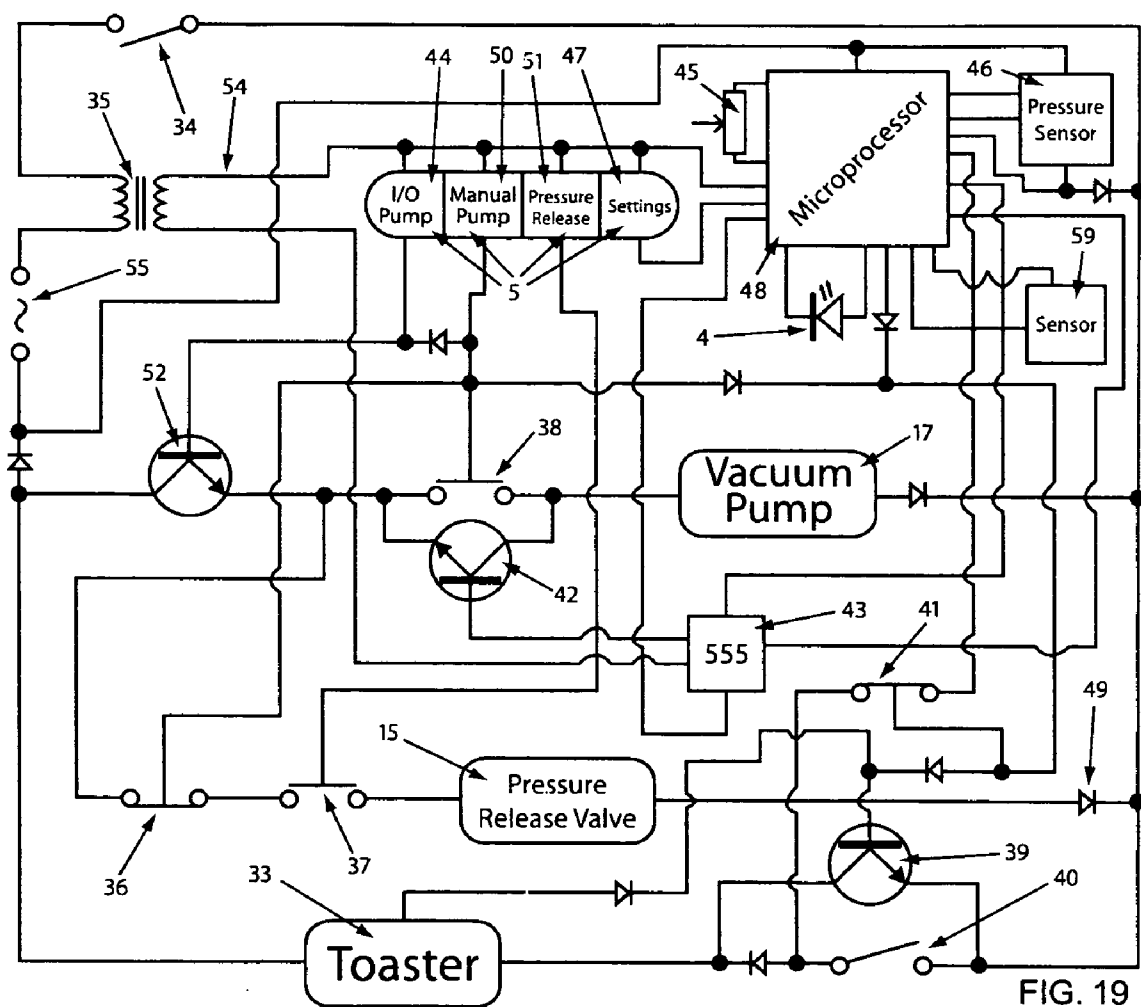 34
44
50
51
47
45
46
35
54
Microprocessor
Pressure
Sensor
I/O
Pump
Manual
Pump
Pressure
Release
Settings
5
55
48
4
59
Sensor
52
38
17
Vacuum
Pump
42
43
555
41
49
15
Pressure
Release Valve
36
37
39
33
40
Toaster
FIG. 19